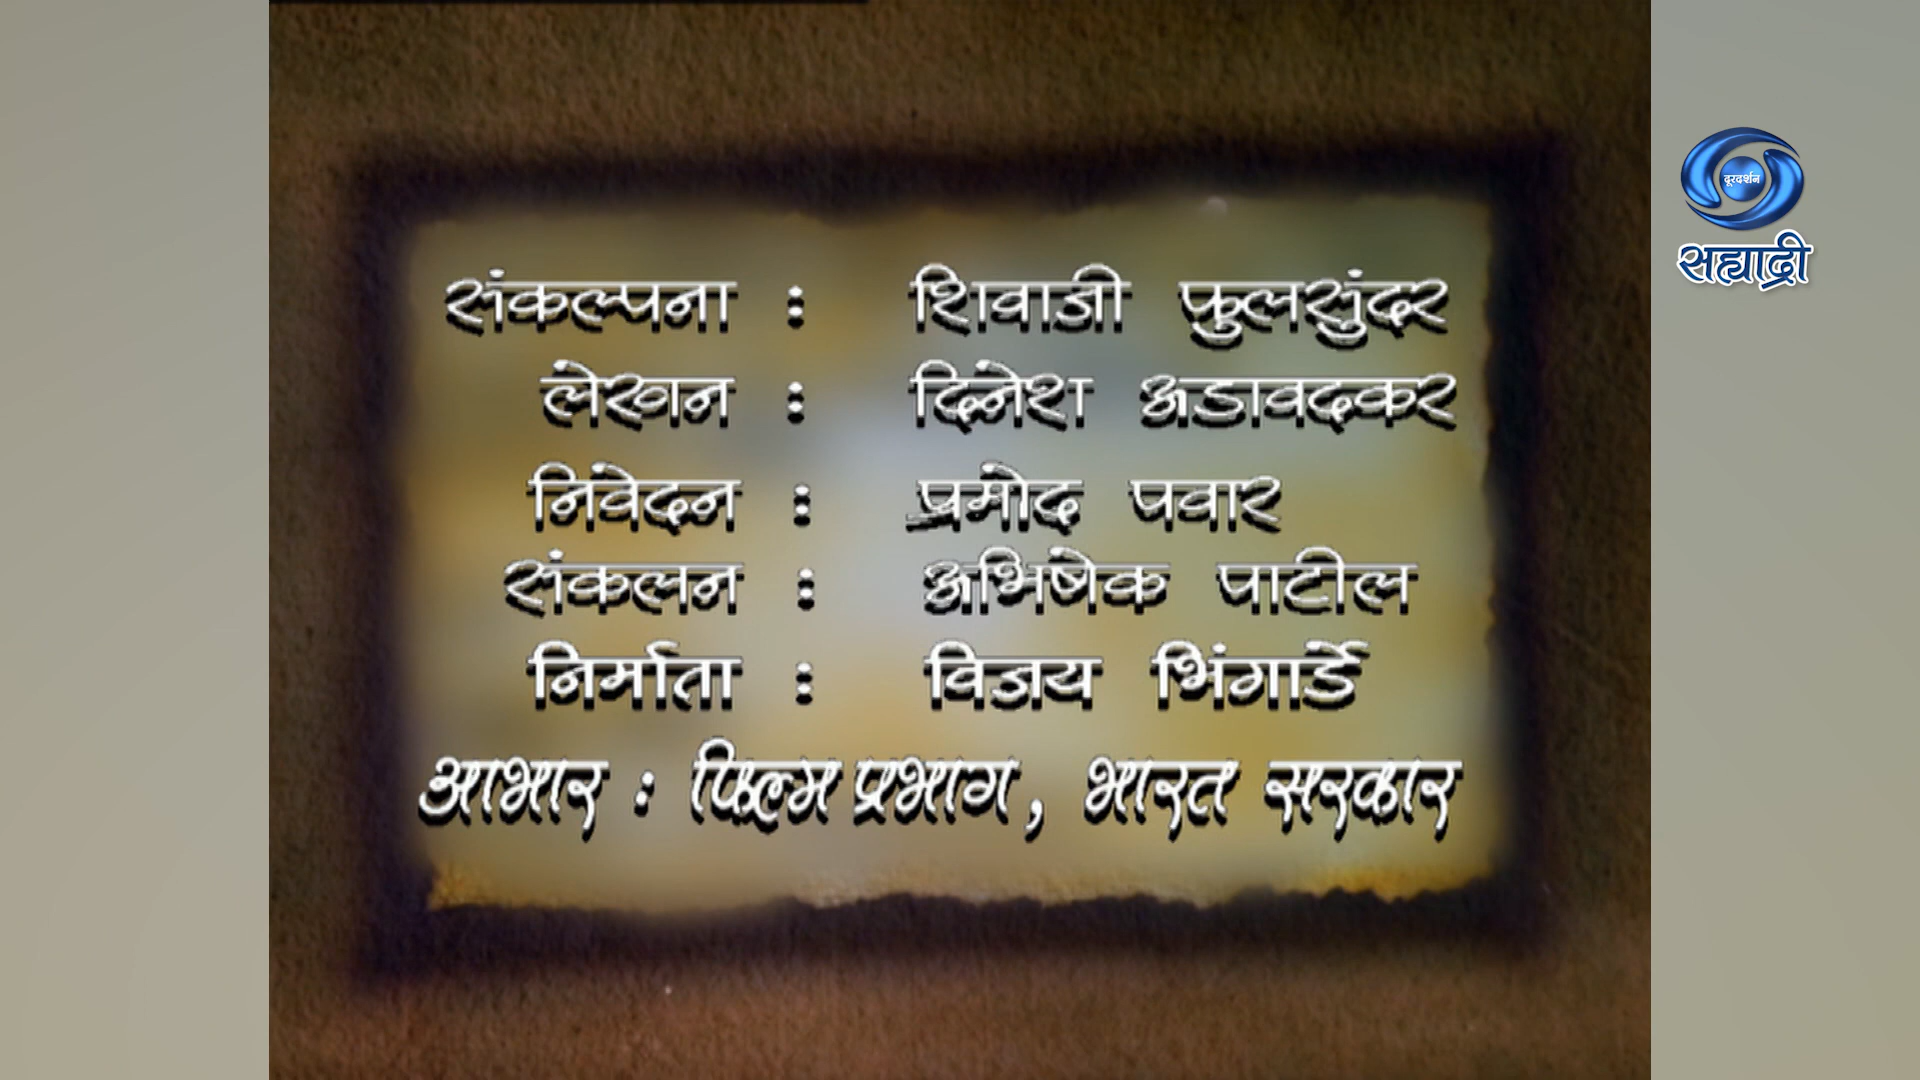 संकल्पना : शिवाजी फुलसुंदर
लेखन : दिनेश अडावदकर
निवेदन : प्रमोद पवार
संकलन : अभिषेक पाटील
निर्माता : विजय भिंगार्डे
आभार : फिल्म प्रभाग, भारत सरकार
दूरदर्शन
सह्याद्री